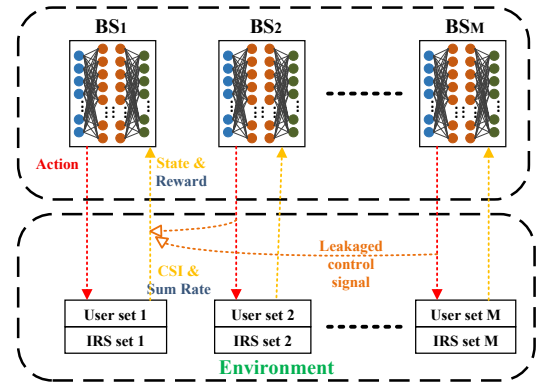 BS1 BS2 BSM
Action
State &
Reward
Leakaged
control
signal
CSI &
Sum Rate
User set 1 User set 2 User set M
IRS set 1 IRS set 2 IRS set M
Environment